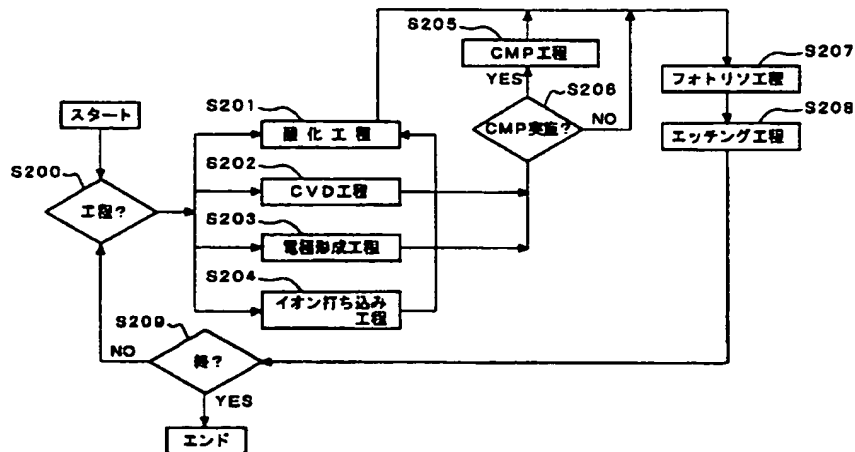 S205
CMP工程
YES
S206
CMP実施?
NO
S207
フォトリソ工程
S208
エッチング工程
スタート
S200
工程?
S201
酸化工程
S202
CVD工程
S203
電極形成工程
S204
イオン打ち込み
工程
S209
終?
NO
YES
エンド